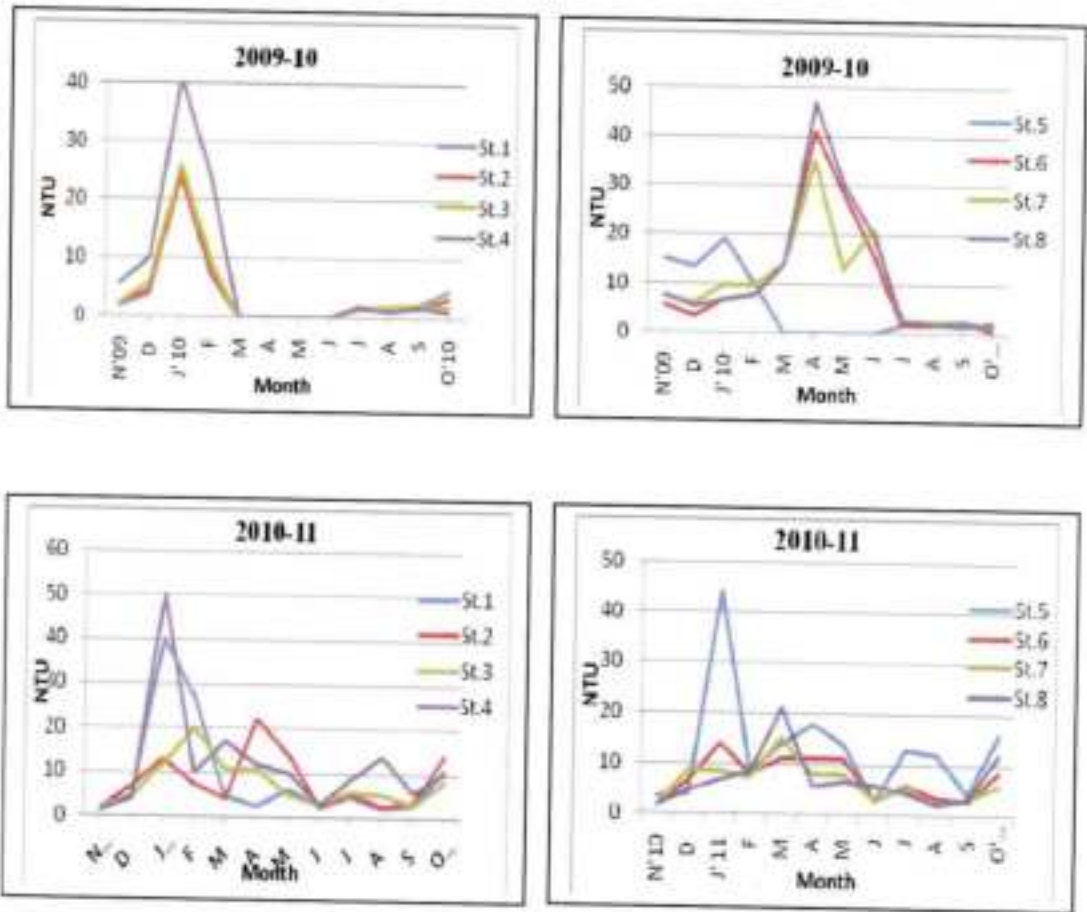 2009-10
40
30
20
10
0
NTU
N'09
D
J'10
F
M
A
M
J
J
A
S
O'10
Month
St.1
St.2
St.3
St.4
2009-10
50
40
30
20
10
0
NTU
N'09
D
J'10
F
M
A
M
J
J
A
S
O'...
Month
St.5
St.6
St.7
St.8
2010-11
60
50
40
30
20
10
0
NTU
N...
D
J...
F
M
A
M
J
J
A
S
O...
Month
St.1
St.2
St.3
St.4
2010-11
50
40
30
20
10
0
NTU
N'10
D
J'11
F
M
A
M
J
J
A
S
O'...
Month
St.5
St.6
St.7
St.8